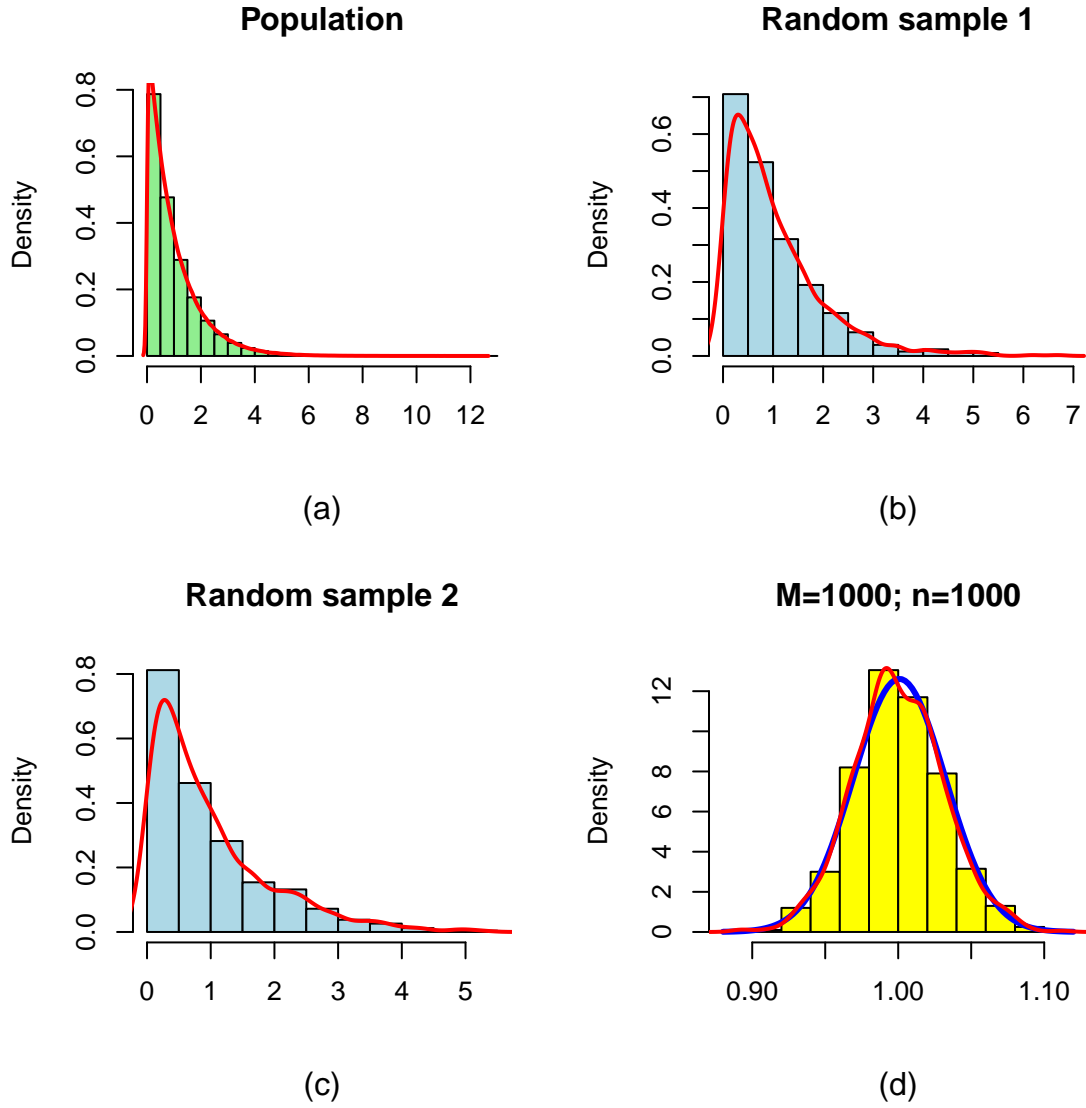 Population
Density
0.0 0.2 0.4 0.6 0.8
0 2 4 6 8 10 12
(a)
Random sample 1
Density
0.0 0.2 0.4 0.6
0 1 2 3 4 5 6 7
(b)
Random sample 2
Density
0.0 0.2 0.4 0.6 0.8
0 1 2 3 4 5
(c)
M=1000; n=1000
Density
0 2 4 8 12
0.90 1.00 1.10
(d)